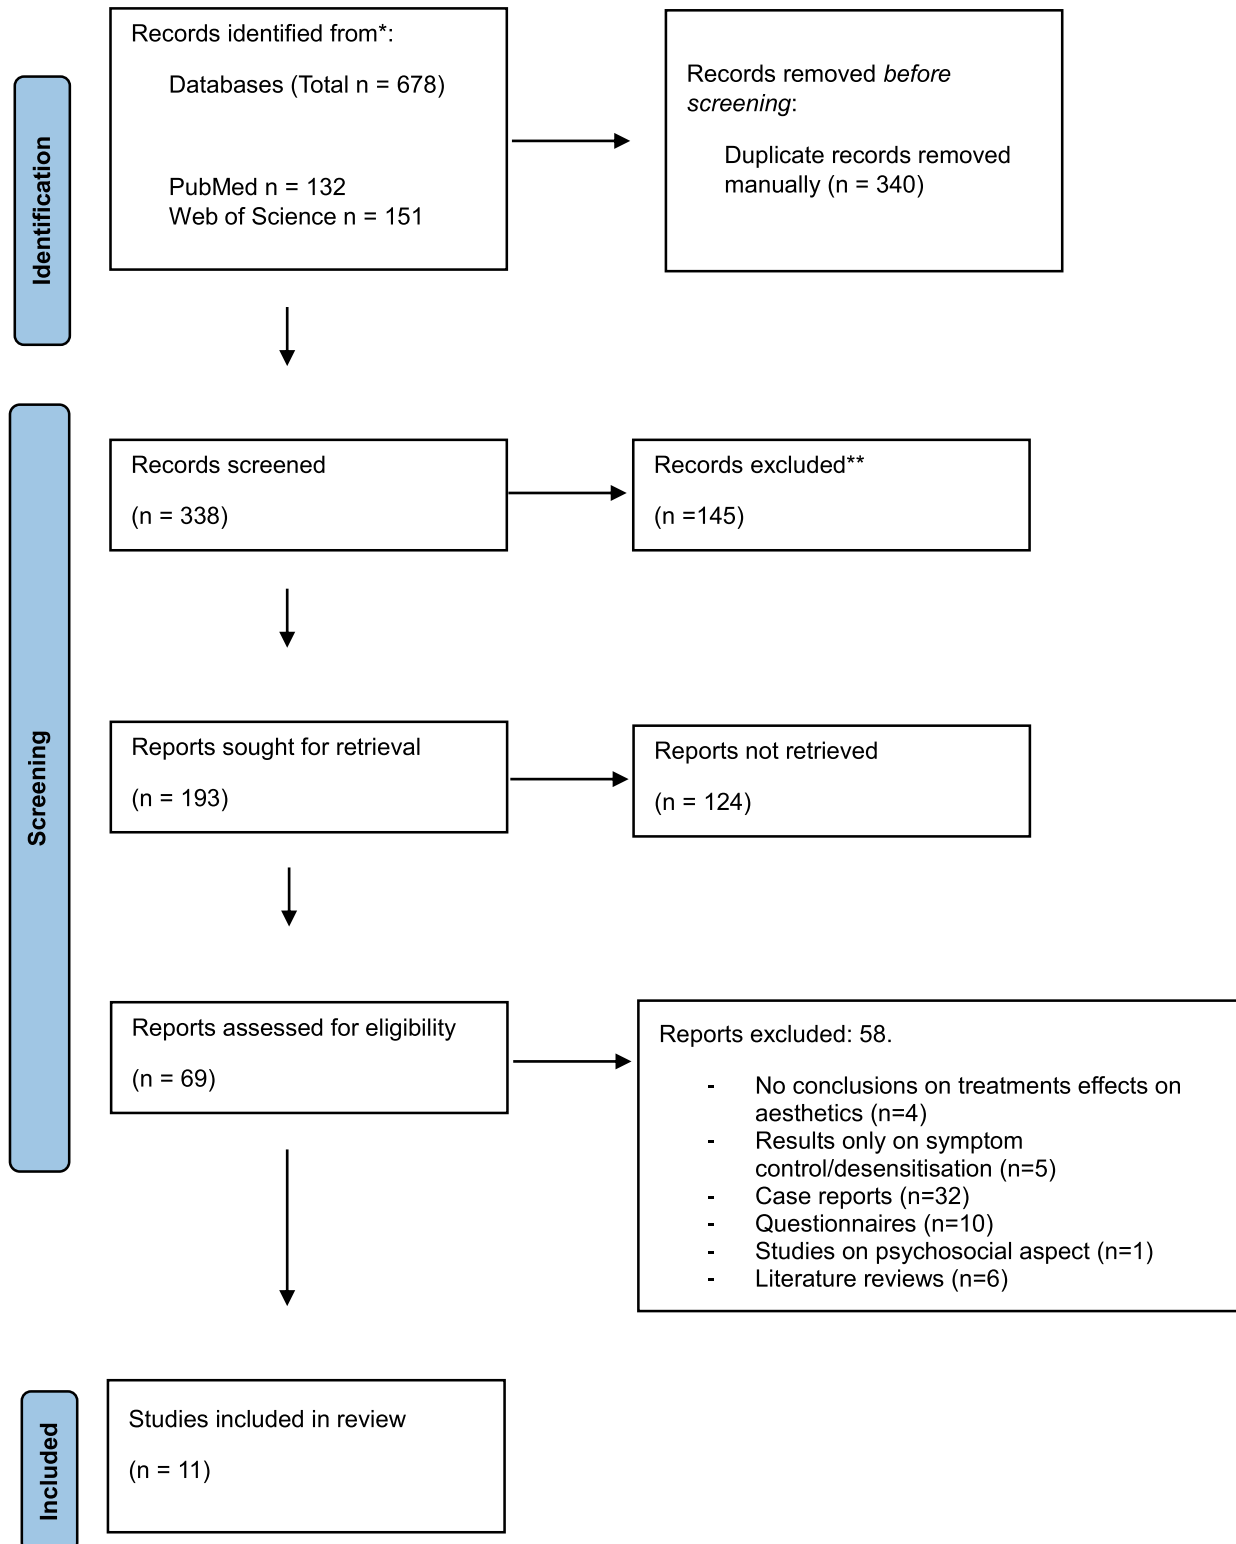 Identification
Records identified from*:
Databases (Total n = 678)
PubMed n = 132
Web of Science n = 151
Records removed before
screening:
Duplicate records removed
manually (n = 340)
Screening
Records screened
(n = 338)
Records excluded**
(n =145)
Reports sought for retrieval
(n = 193)
Reports not retrieved
(n = 124)
Reports assessed for eligibility
(n = 69)
Reports excluded: 58.
- No conclusions on treatments effects on
aesthetics (n=4)
- Results only on symptom
control/desensitisation (n=5)
- Case reports (n=32)
- Questionnaires (n=10)
- Studies on psychosocial aspect (n=1)
- Literature reviews (n=6)
Included
Studies included in review
(n = 11)